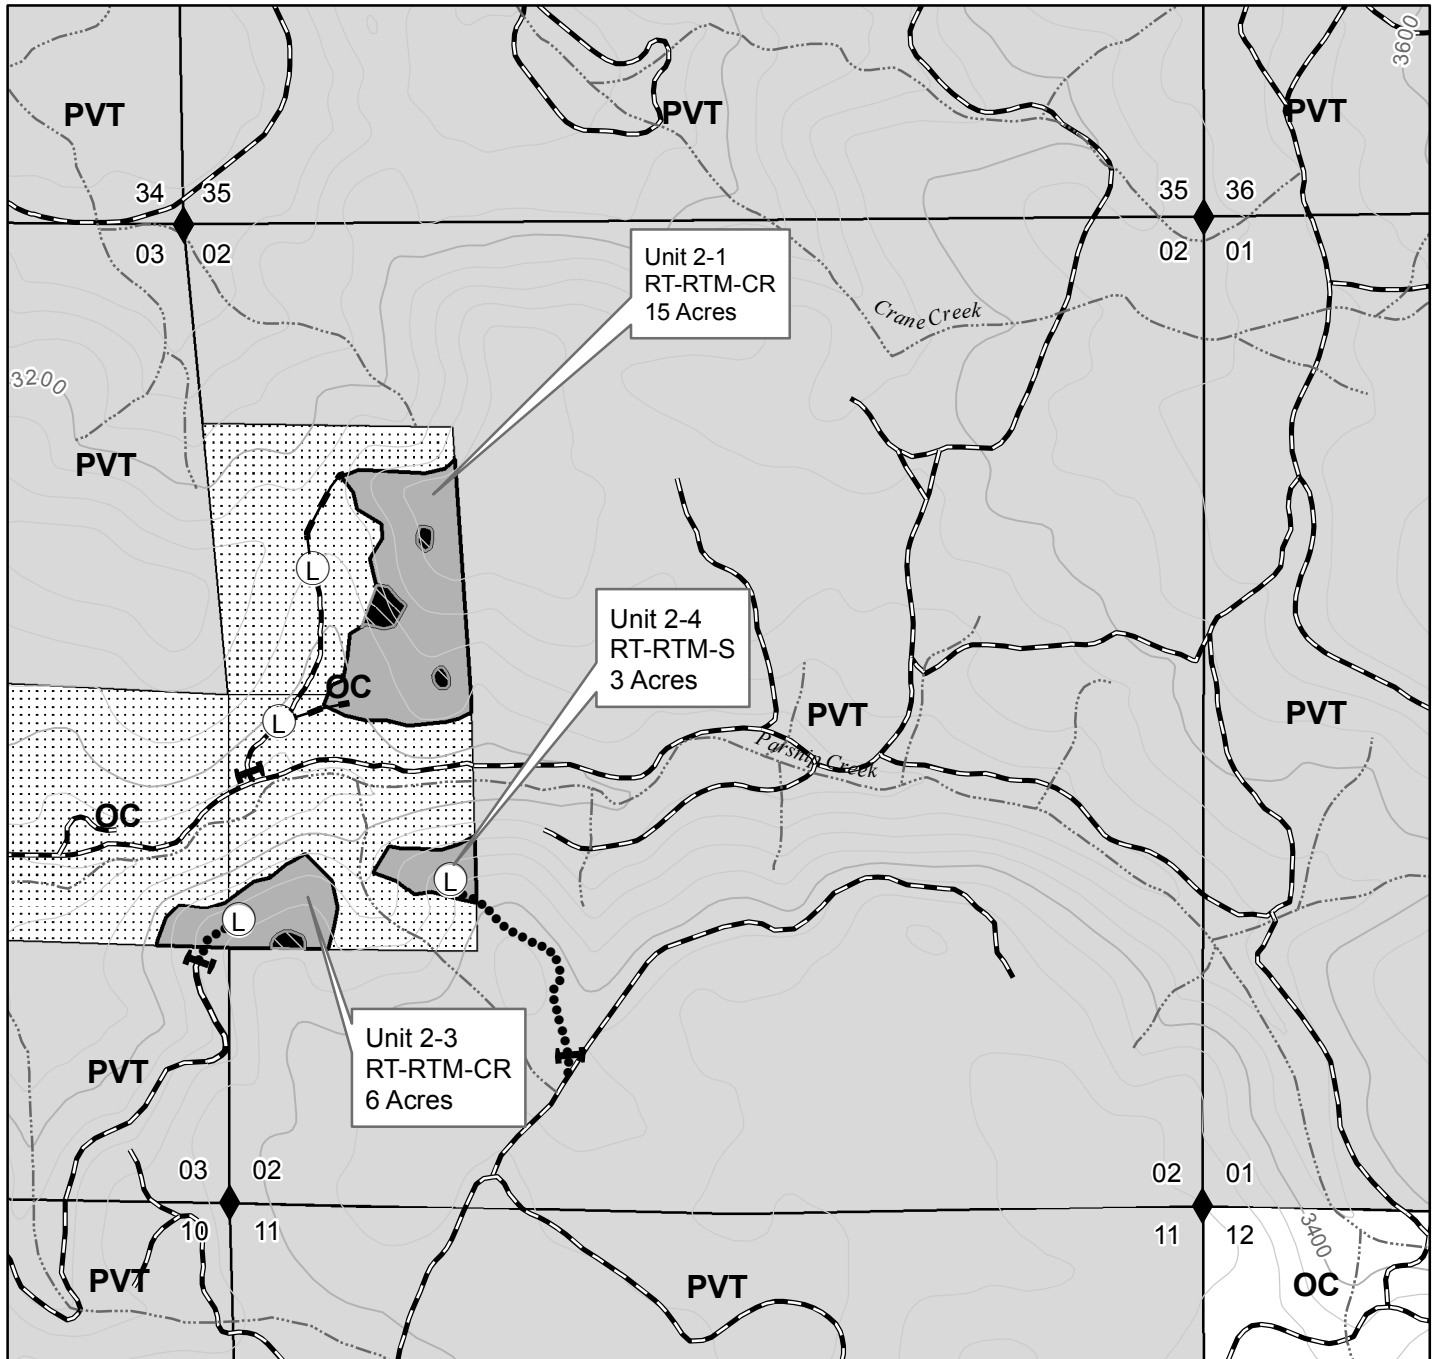 3600
PVT
PVT
PVT
34 35
35 36
03 02
02 01
Unit 2-1
RT-RTM-CR
15 Acres
Crane Creek
3200
PVT
L
Unit 2-4
RT-RTM-S
3 Acres
OC
L
PVT
PVT
Parsnip Creek
OC
L
L
Unit 2-3
RT-RTM-CR
6 Acres
PVT
03 02
02 01
10 11
11 12
3400
PVT
PVT
OC